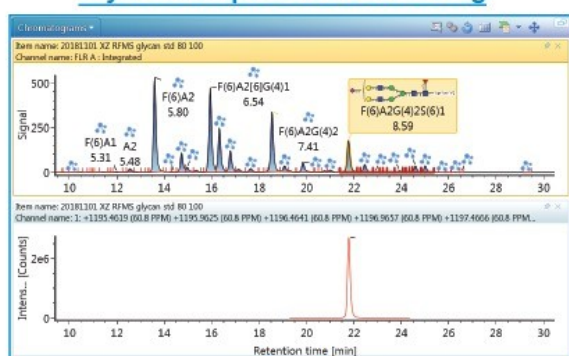 Chromatograms
Item name: 20181101 XZ RFMS glycan std 80 100
Channel name: FLR A : Integrated
Signal
500
250
0
F(6)A1
5.31
A2
5.48
F(6)A2
5.80
F(6)A2[6]G(4)1
6.54
F(6)A2G(4)2
7.41
F(6)A2G(4)2S(6)1
8.59
10 12 14 16 18 20 22 24 26 28 30
Item name: 20181101 XZ RFMS glycan std 80 100
Channel name: 1: +1195.4619 (60.8 PPM) +1195.9625 (60.8 PPM) +1196.4641 (60.8 PPM) +1196.9657 (60.8 PPM) +1197.4666 (60.8 PPM...
Intens... [Counts]
2e6
0
10 12 14 16 18 20 22 24 26 28 30
Retention time [min]